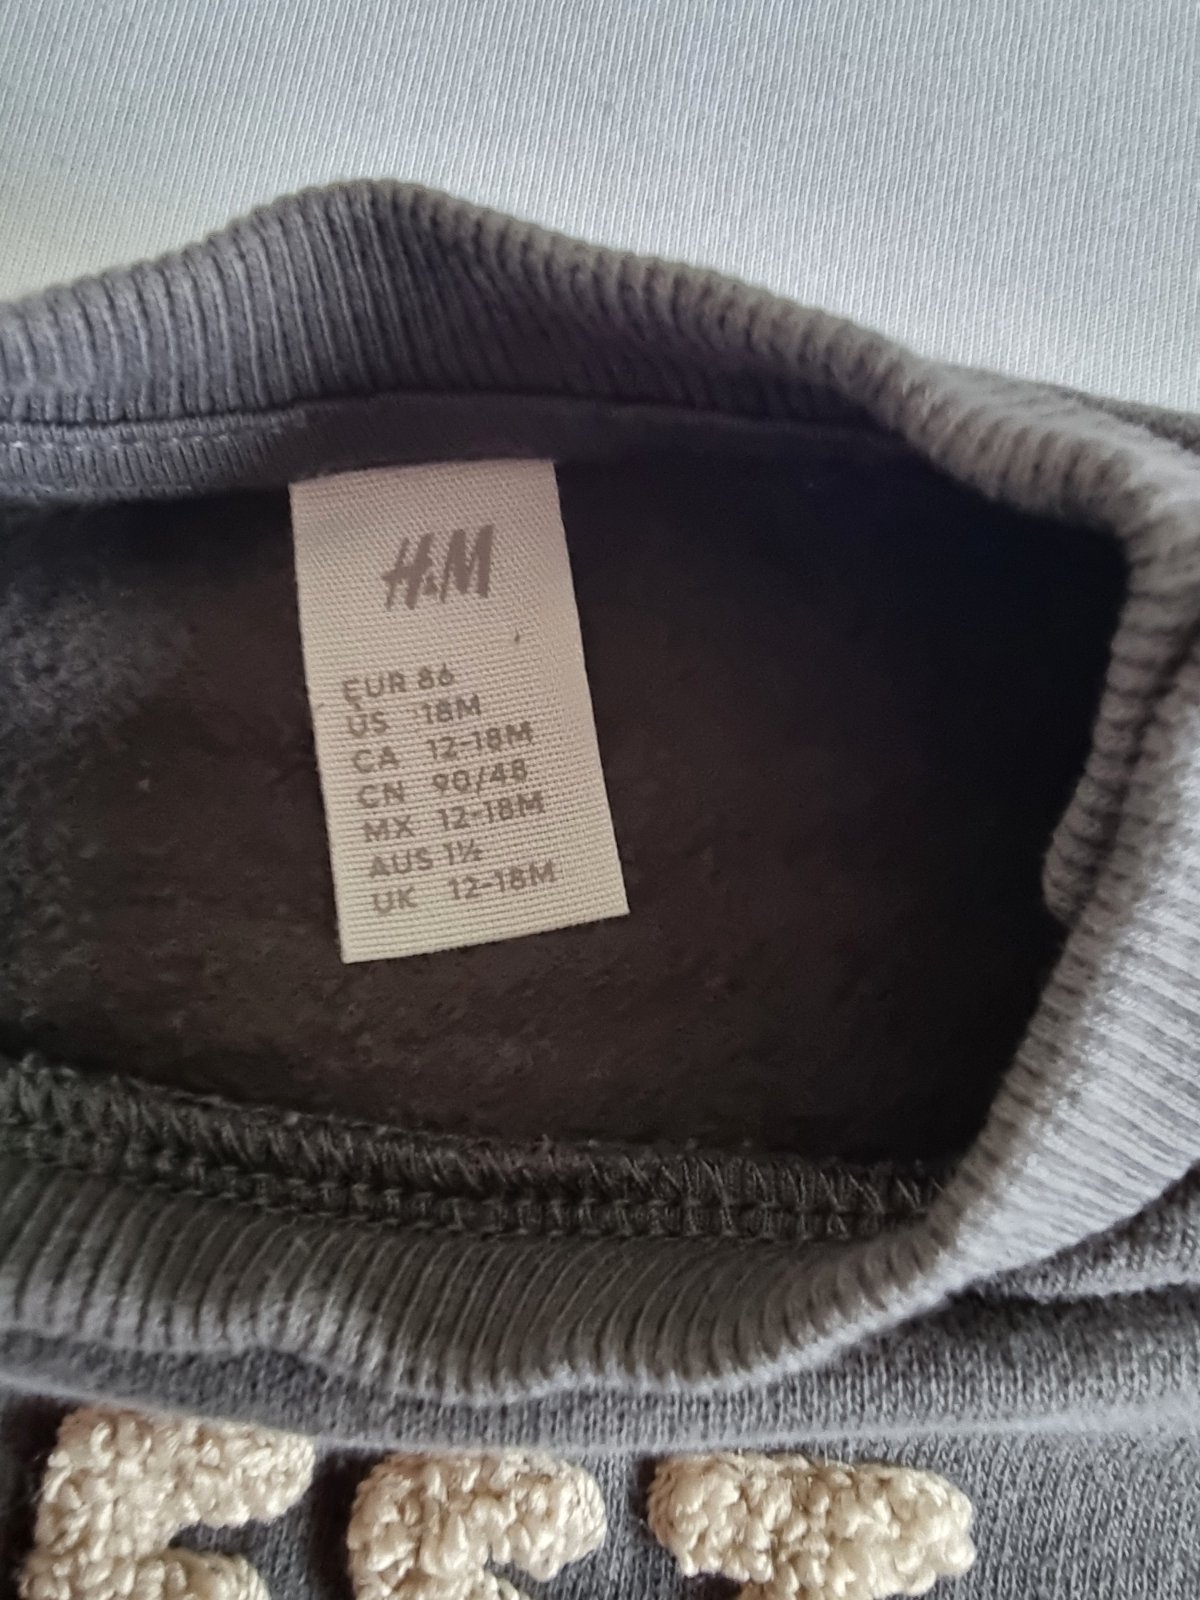 H&M
EUR 86
US 18M
CA 12-18M
CN 90/48
MX 12-18M
AUS 1½
UK 12-18M